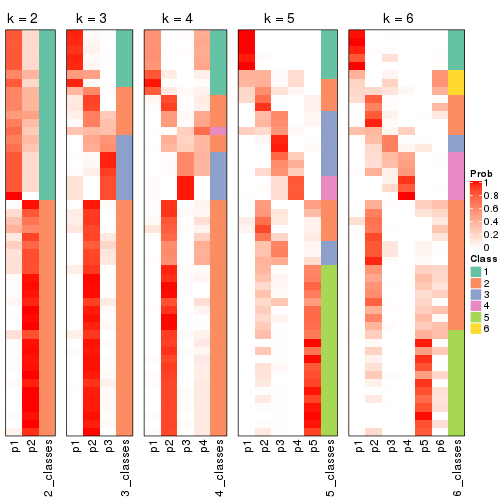 k = 2
k = 3
k = 4
k = 5
k = 6
Prob
1
0.8
0.6
0.4
0.2
0
Class
1
2
3
4
5
6
p1
p2
2_classes
p1
p2
p3
3_classes
p1
p2
p3
p4
4_classes
p1
p2
p3
p4
p5
5_classes
p1
p2
p3
p4
p5
p6
6_classes